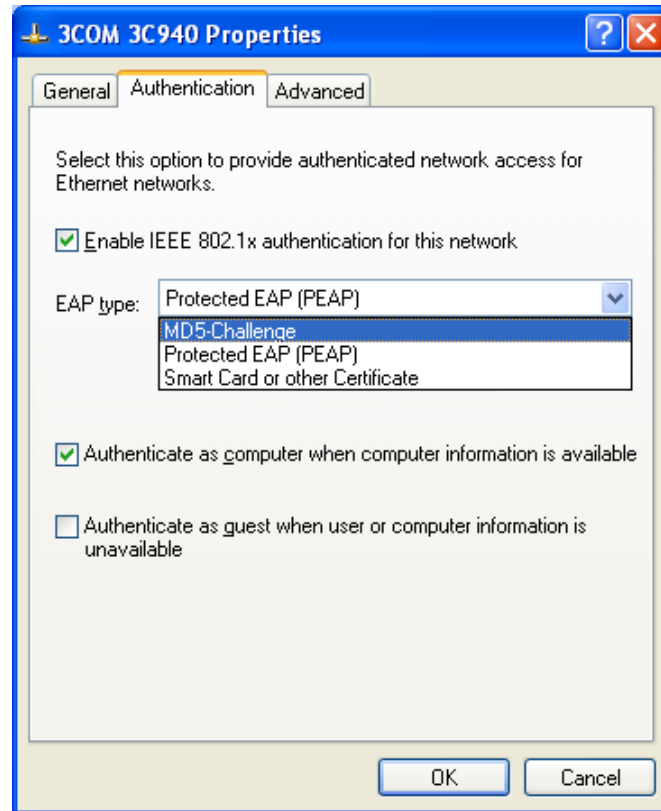 3COM 3C940 Properties
General Authentication Advanced
Select this option to provide authenticated network access for
Ethernet networks.
Enable IEEE 802.1x authentication for this network
EAP type: Protected EAP (PEAP)
MD5-Challenge
Protected EAP (PEAP)
Smart Card or other Certificate
Authenticate as computer when computer information is available
Authenticate as guest when user or computer information is
unavailable
OK Cancel